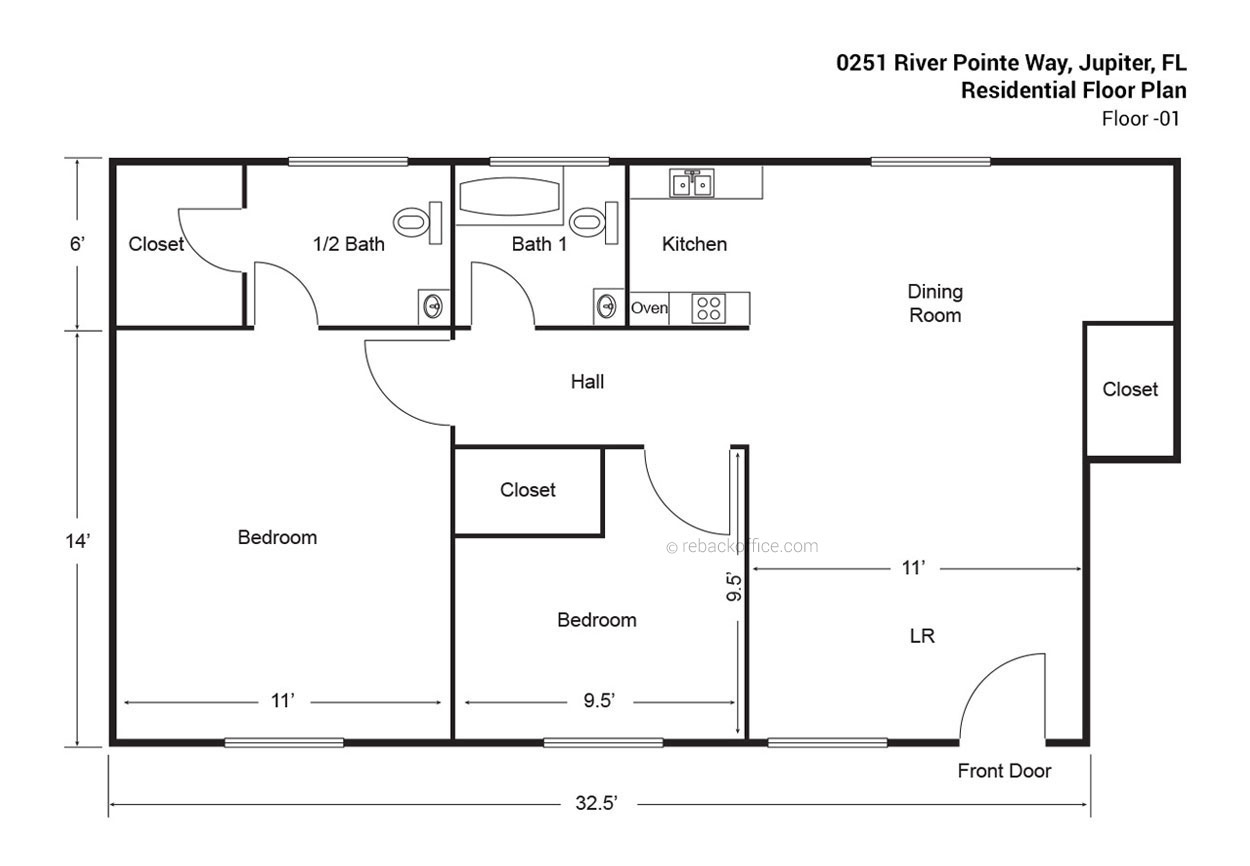 0251 River Pointe Way, Jupiter, FL
Residential Floor Plan
Floor -01
6’
Closet
1/2 Bath
Bath 1
Kitchen
Oven
Dining
Room
Hall
Closet
Closet
14’
Bedroom
© rebackoffice.com
11’
9.5’
Bedroom
LR
11’
9.5’
Front Door
32.5’